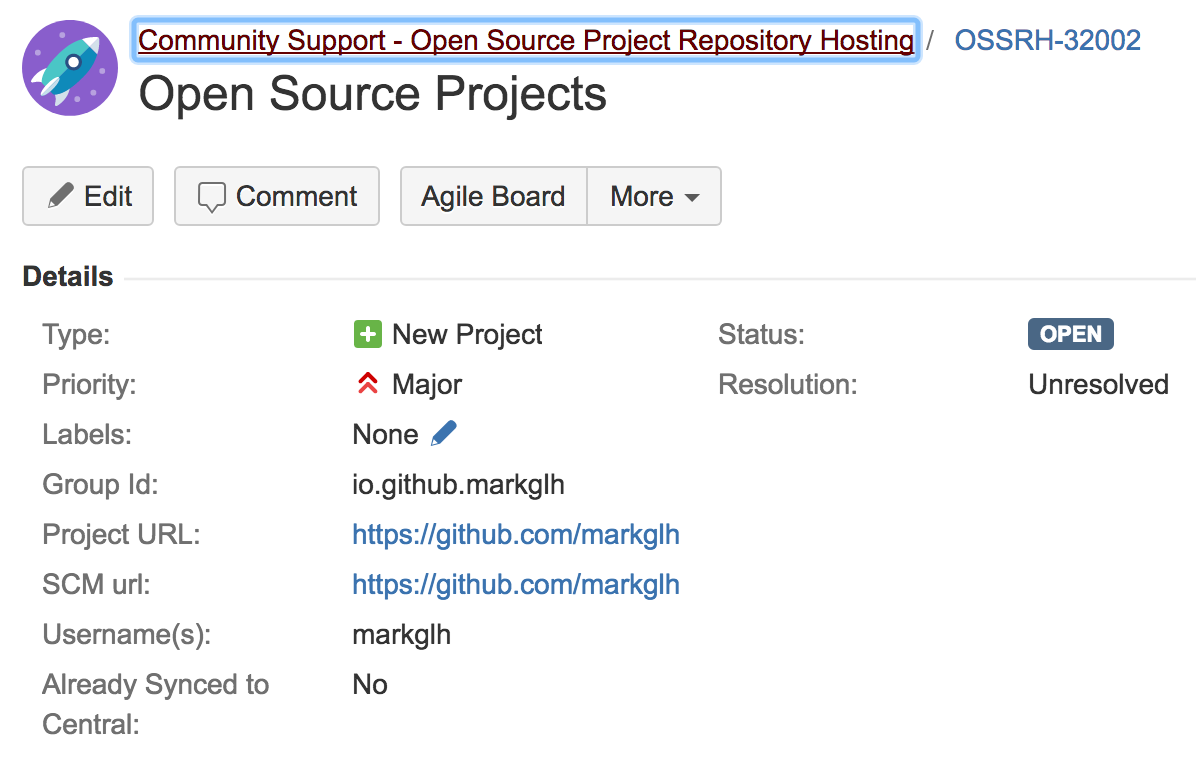 Community Support - Open Source Project Repository Hosting / OSSRH-32002
Open Source Projects
Edit Comment Agile Board More
Details
Type: New Project Status: OPEN
Priority: Major Resolution: Unresolved
Labels: None
Group Id: io.github.markglh
Project URL: https://github.com/markglh
SCM url: https://github.com/markglh
Username(s): markglh
Already Synced to No
Central: